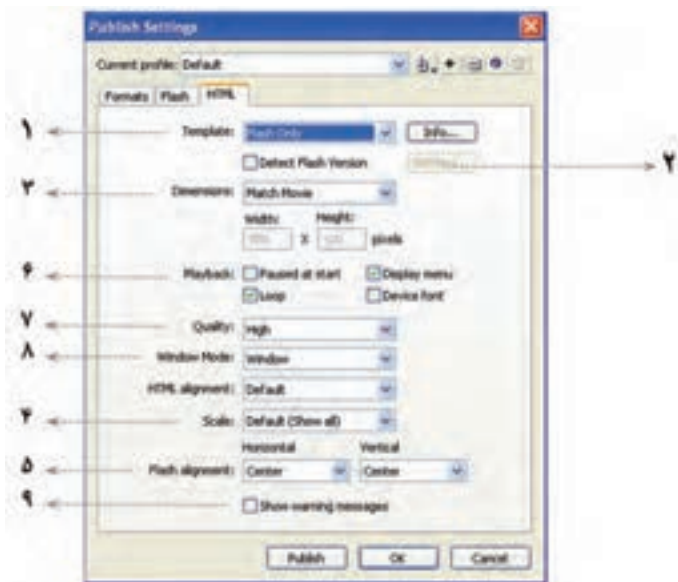 Publish Settings
Current profile: Default
Formats Flash HTML
۱ Template: Flash Only Info...
Detect Flash Version ۲
۳ Dimensions: Match Movie
Width: Height:
X pixels
۶ Playback: Paused at start Display menu
Loop Device font
۷ Quality: High
۸ Window Mode: Window
HTML alignment: Default
۴ Scale: Default (Show all)
Horizontal Vertical
۵ Flash alignment: Center Center
۹ Show warning messages
Publish OK Cancel